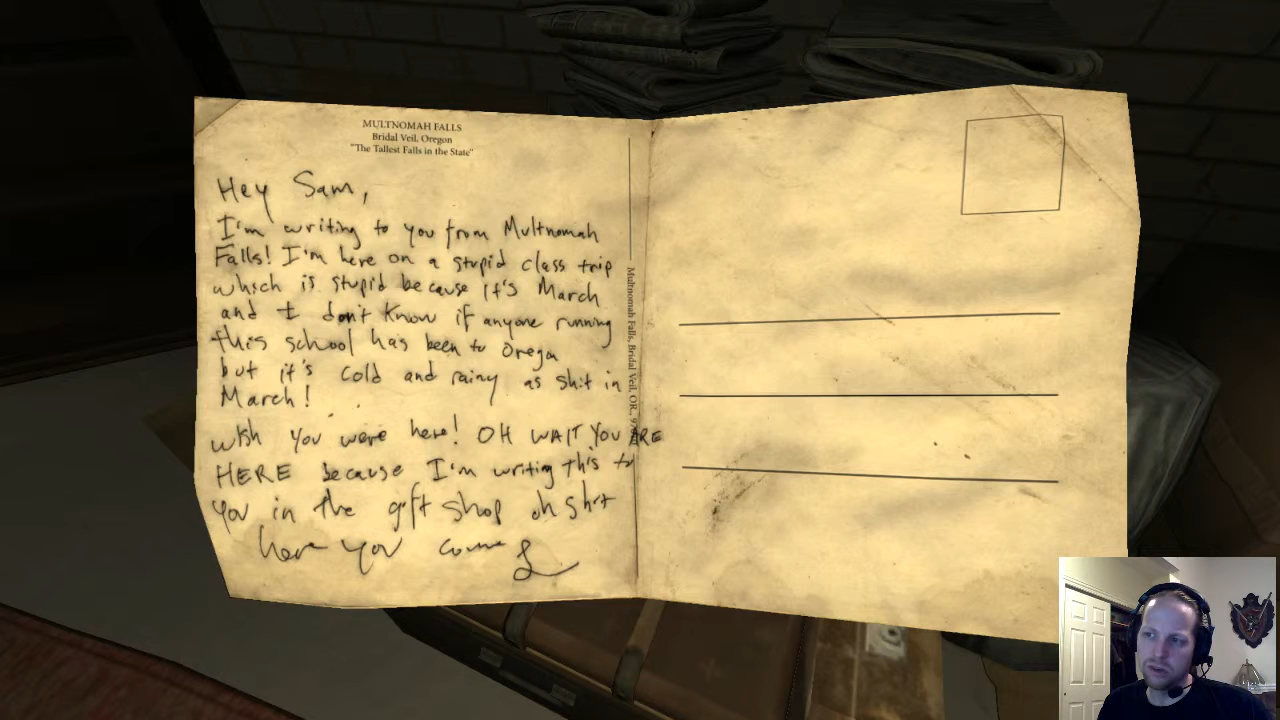 MULTNOMAH FALLS
Bridal Veil, Oregon
"The Tallest Falls in the State"
Hey Sam,
I'm writing to you from Multnomah
Falls! I'm here on a stupid class trip
which is stupid because it's March
and I don't know if anyone running
this school has been to Oregon
but it's cold and rainy as shit in
March!
wish you were here! OH WAIT YOU ARE
HERE because I'm writing this to
you in the gift shop oh shit
here you come
L
Multnomah Falls, Bridal Veil, OR,